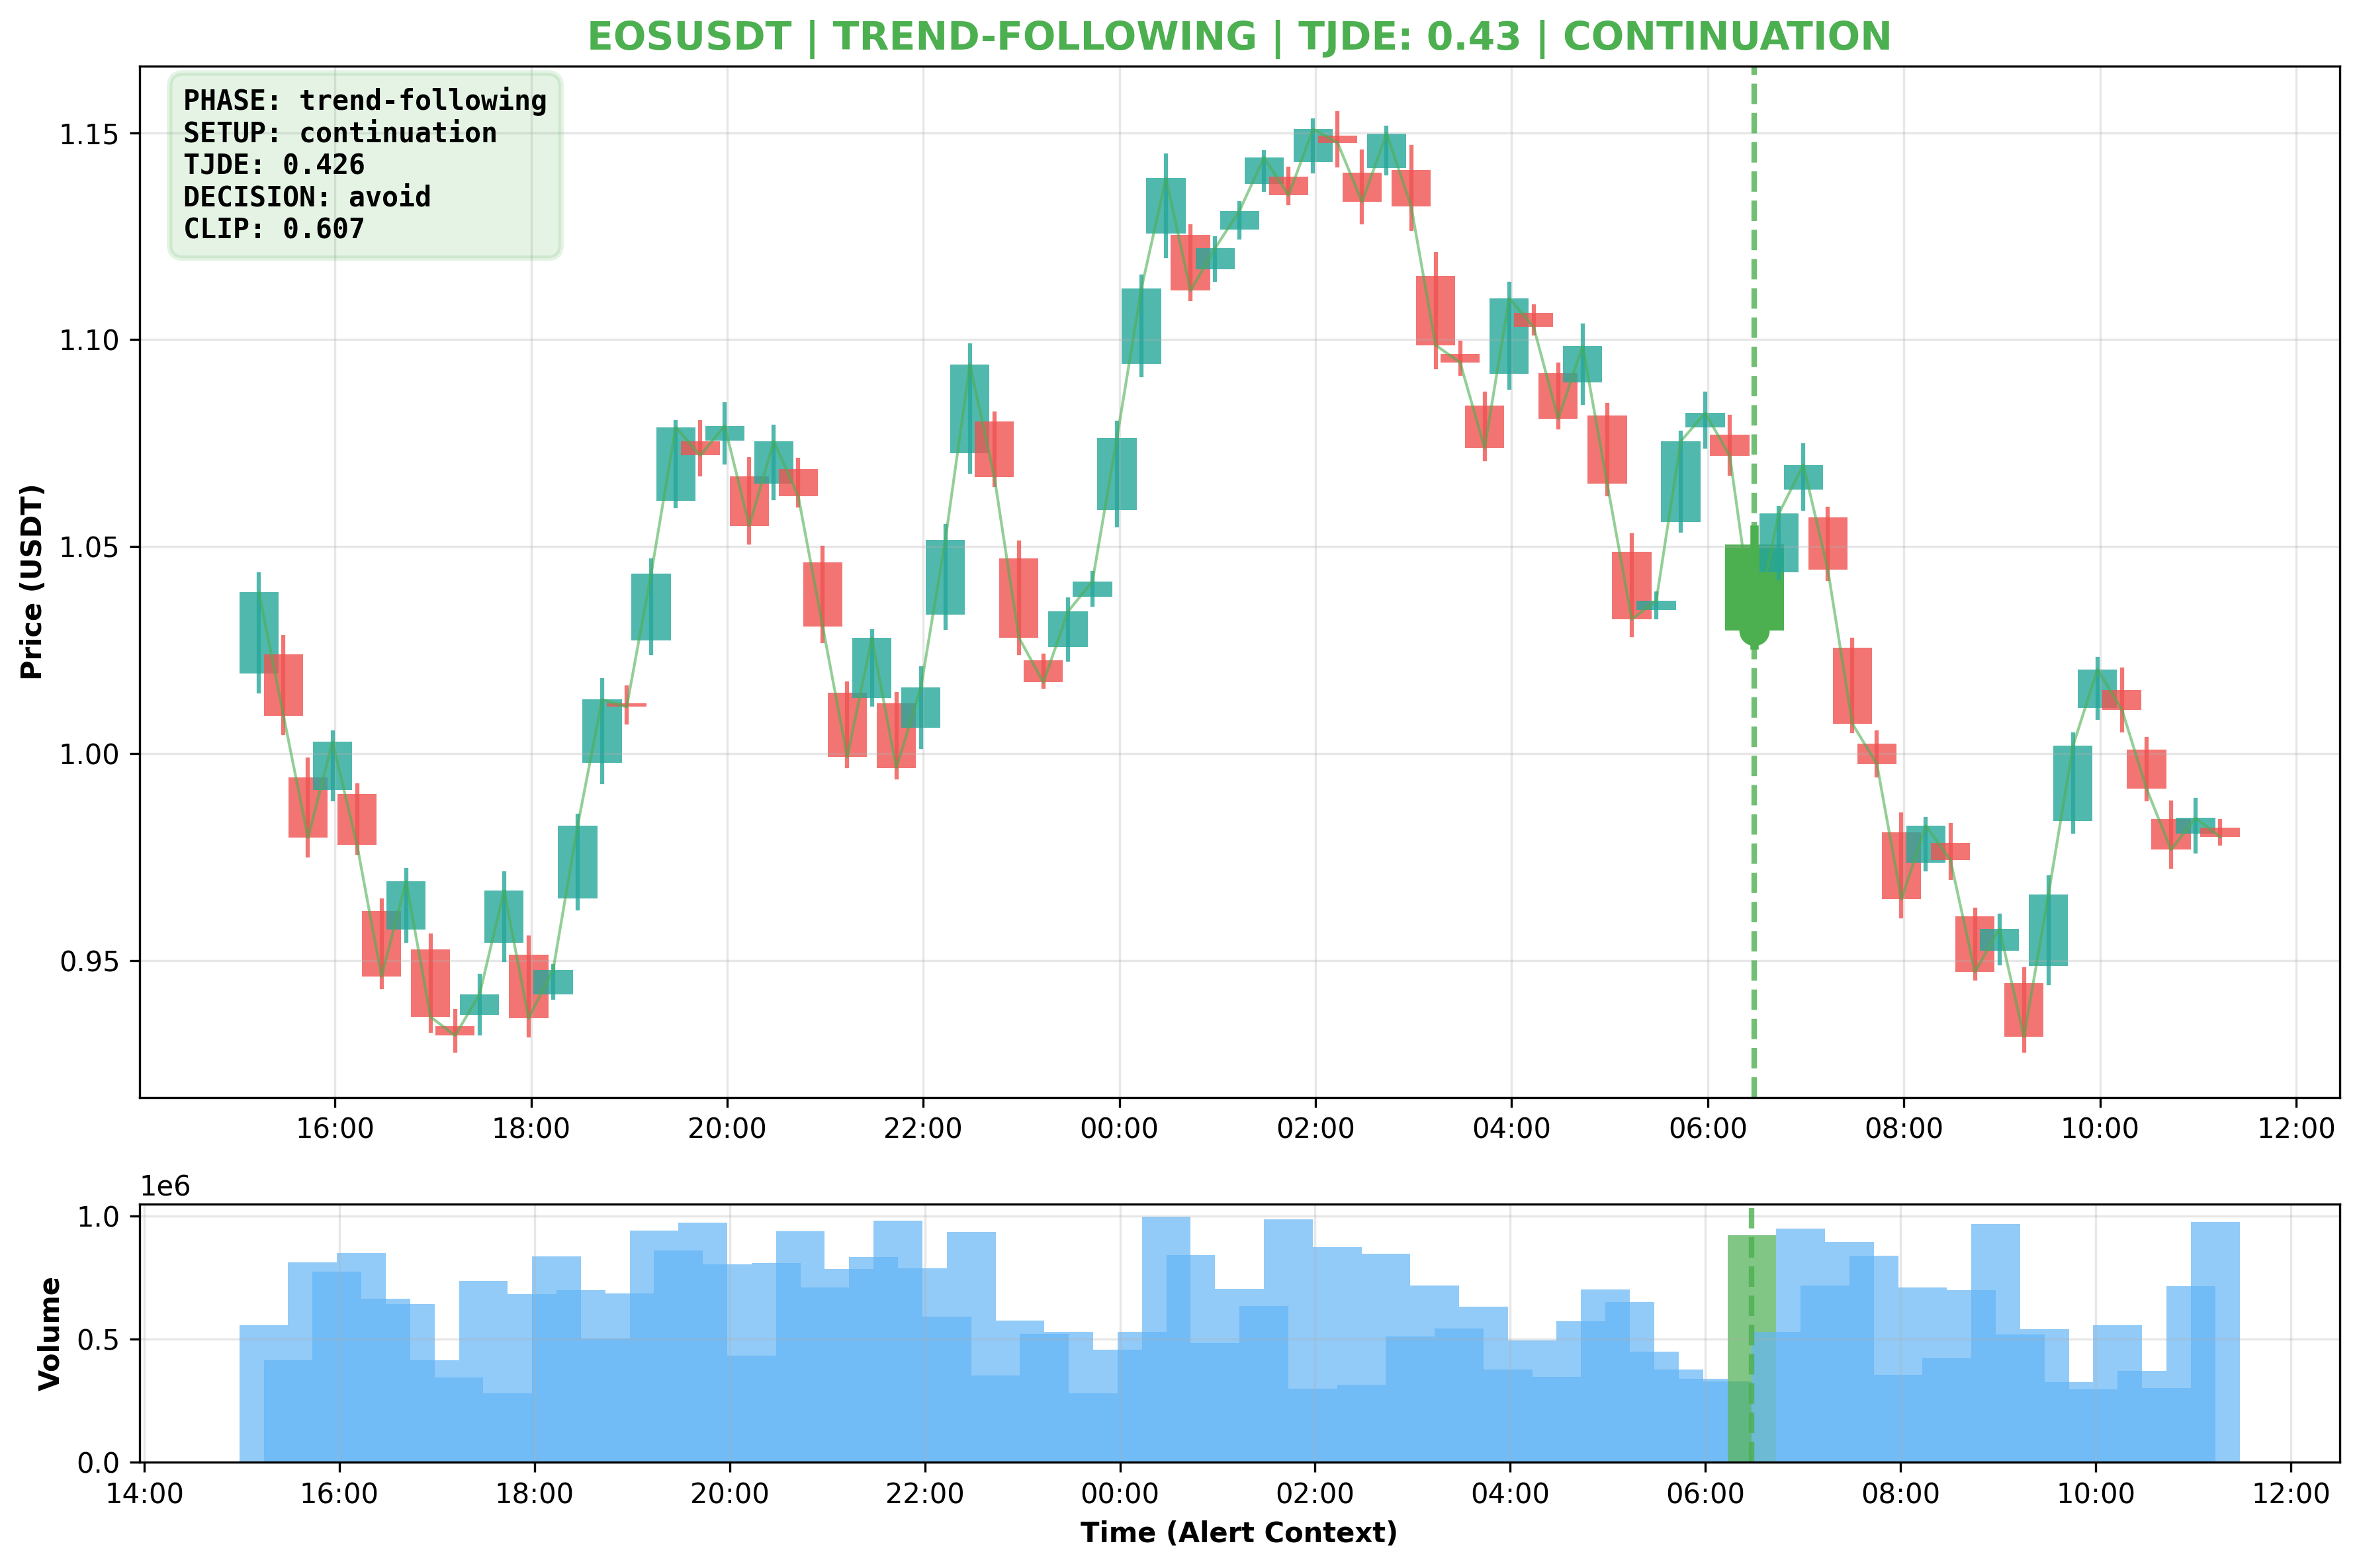 EOSUSDT | TREND-FOLLOWING | TJDE: 0.43 | CONTINUATION
PHASE: trend-following
SETUP: continuation
TJDE: 0.426
DECISION: avoid
CLIP: 0.607
Price (USDT)
1.15
1.10
1.05
1.00
0.95
16:00 18:00 20:00 22:00 00:00 02:00 04:00 06:00 08:00 10:00 12:00
1e6
Volume
1.0
0.5
0.0
14:00 16:00 18:00 20:00 22:00 00:00 02:00 04:00 06:00 08:00 10:00 12:00
Time (Alert Context)